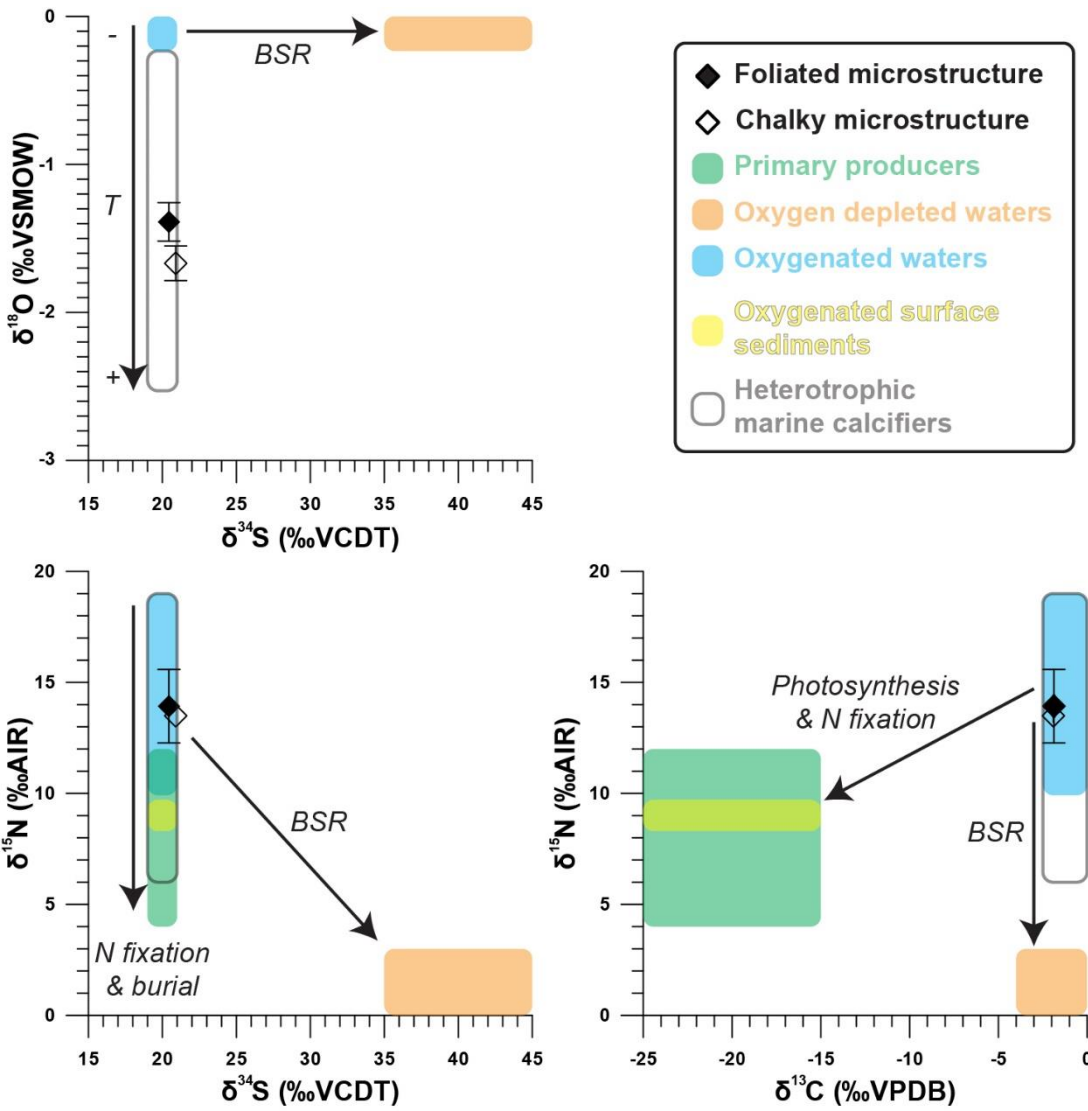 0
-1
-2
-3
δ¹⁸O (‰VSMOW)
-
T
+
BSR
15 20 25 30 35 40 45
δ³⁴S (‰VCDT)
Foliated microstructure
Chalky microstructure
Primary producers
Oxygen depleted waters
Oxygenated waters
Oxygenated surface
sediments
Heterotrophic
marine calcifiers
20
15
10
5
0
δ¹⁵N (‰AIR)
BSR
N fixation
& burial
15 20 25 30 35 40 45
δ³⁴S (‰VCDT)
20
15
10
5
0
δ¹⁵N (‰AIR)
Photosynthesis
& N fixation
BSR
-25 -20 -15 -10 -5 0
δ¹³C (‰VPDB)